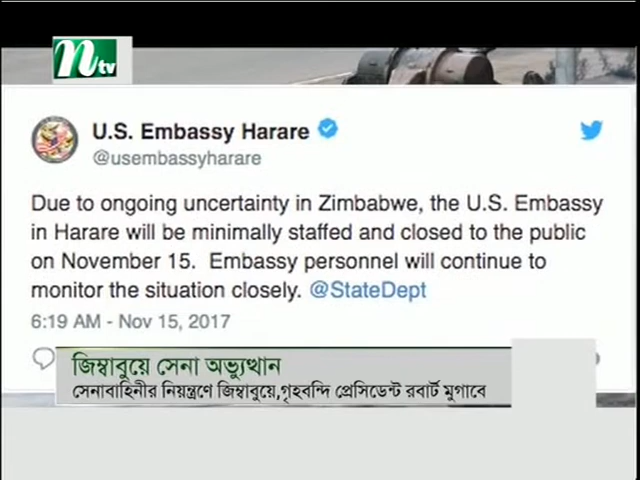 ntv
U.S. Embassy Harare
@usembassyharare
Due to ongoing uncertainty in Zimbabwe, the U.S. Embassy
in Harare will be minimally staffed and closed to the public
on November 15. Embassy personnel will continue to
monitor the situation closely. @StateDept
6:19 AM - Nov 15, 2017
জিম্বাবুয়ে সেনা অভ্যুত্থান
সেনাবাহিনীর নিয়ন্ত্রণে জিম্বাবুয়ে,গৃহবন্দি প্রেসিডেন্ট রবার্ট মুগাবে